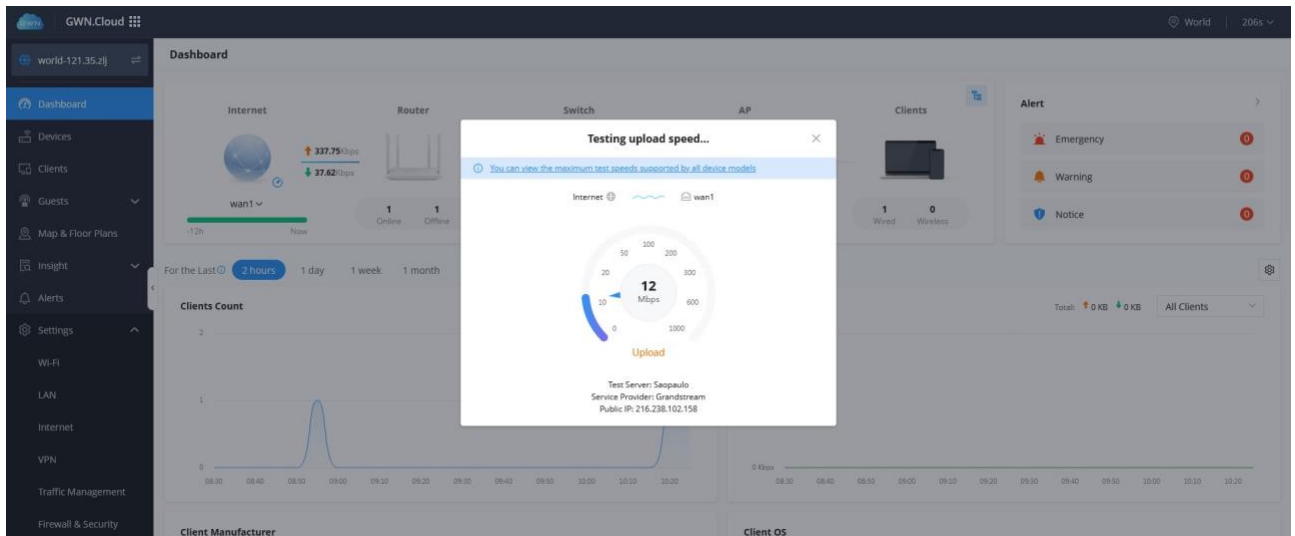 GWN GWN.Cloud
World 206s
world-121.35.zlj
Dashboard
Dashboard
Devices
Clients
Guests
Map & Floor Plans
Insight
Alerts
Settings
Wi-Fi
LAN
Internet
VPN
Traffic Management
Firewall & Security
Internet Router Switch AP Clients
337.75Kbps
37.62Kbps
wan1
-12h Now
1 1
Online Offline
1 0
Wired Wireless
Alert
Emergency 0
Warning 0
Notice 0
For the Last 2 hours 1 day 1 week 1 month
Clients Count
2
1
0
08:30 08:40 08:50 09:00 09:10 09:20 09:30 09:40 09:50 10:00 10:10 10:20
Total: 0 KB 0 KB All Clients
0 Kbps
08:30 08:40 08:50 09:00 09:10 09:20 09:30 09:40 09:50 10:00 10:10 10:20
Client Manufacturer
Client OS
Testing upload speed...
You can view the maximum test speeds supported by all device models
Internet wan1
100
50 200
20 300
12
10 Mbps 600
0 1000
Upload
Test Server: Saopaulo
Service Provider: Grandstream
Public IP: 216.238.102.158